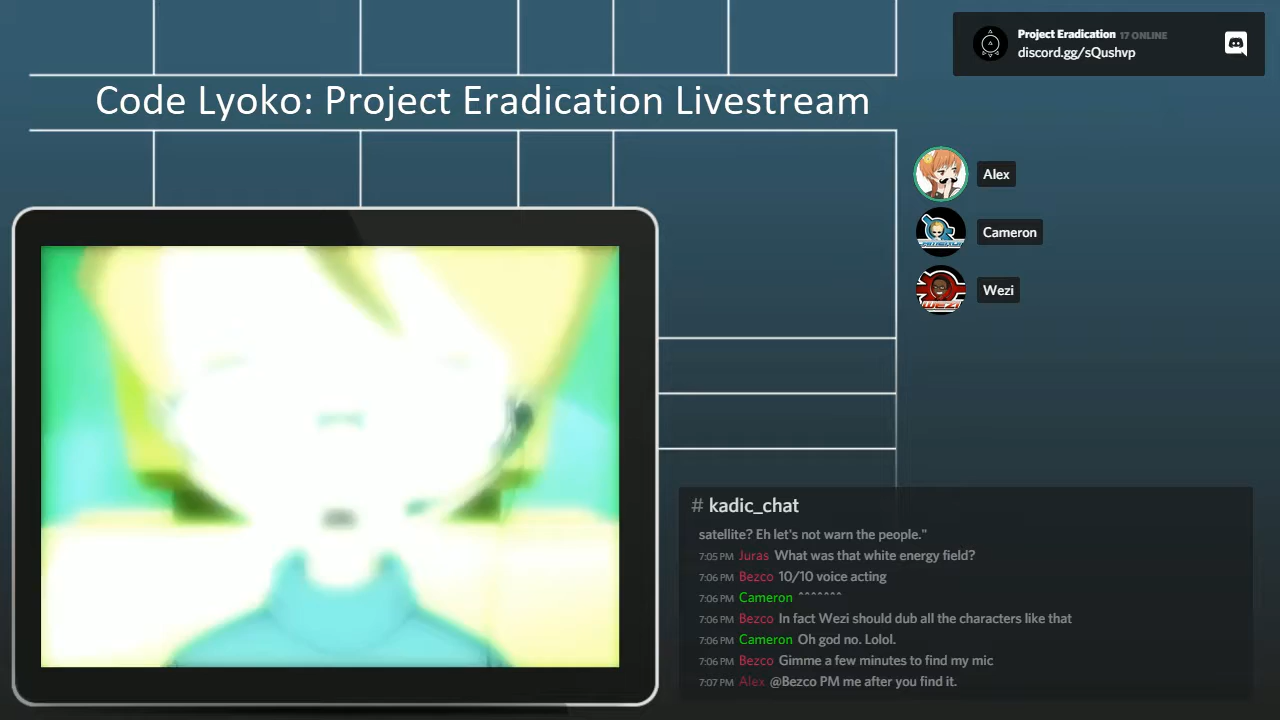 Project Eradication 17 ONLINE
discord.gg/sQushvp
Code Lyoko: Project Eradication Livestream
Alex
Cameron
Wezi
WEZI
# kadic_chat
satellite? Eh let's not warn the people."
7:05 PM Juras What was that white energy field?
7:06 PM Bezco 10/10 voice acting
7:06 PM Cameron ^^^^^^^
7:06 PM Bezco In fact Wezi should dub all the characters like that
7:06 PM Cameron Oh god no. Lolol.
7:06 PM Bezco Gimme a few minutes to find my mic
7:07 PM Alex @Bezco PM me after you find it.